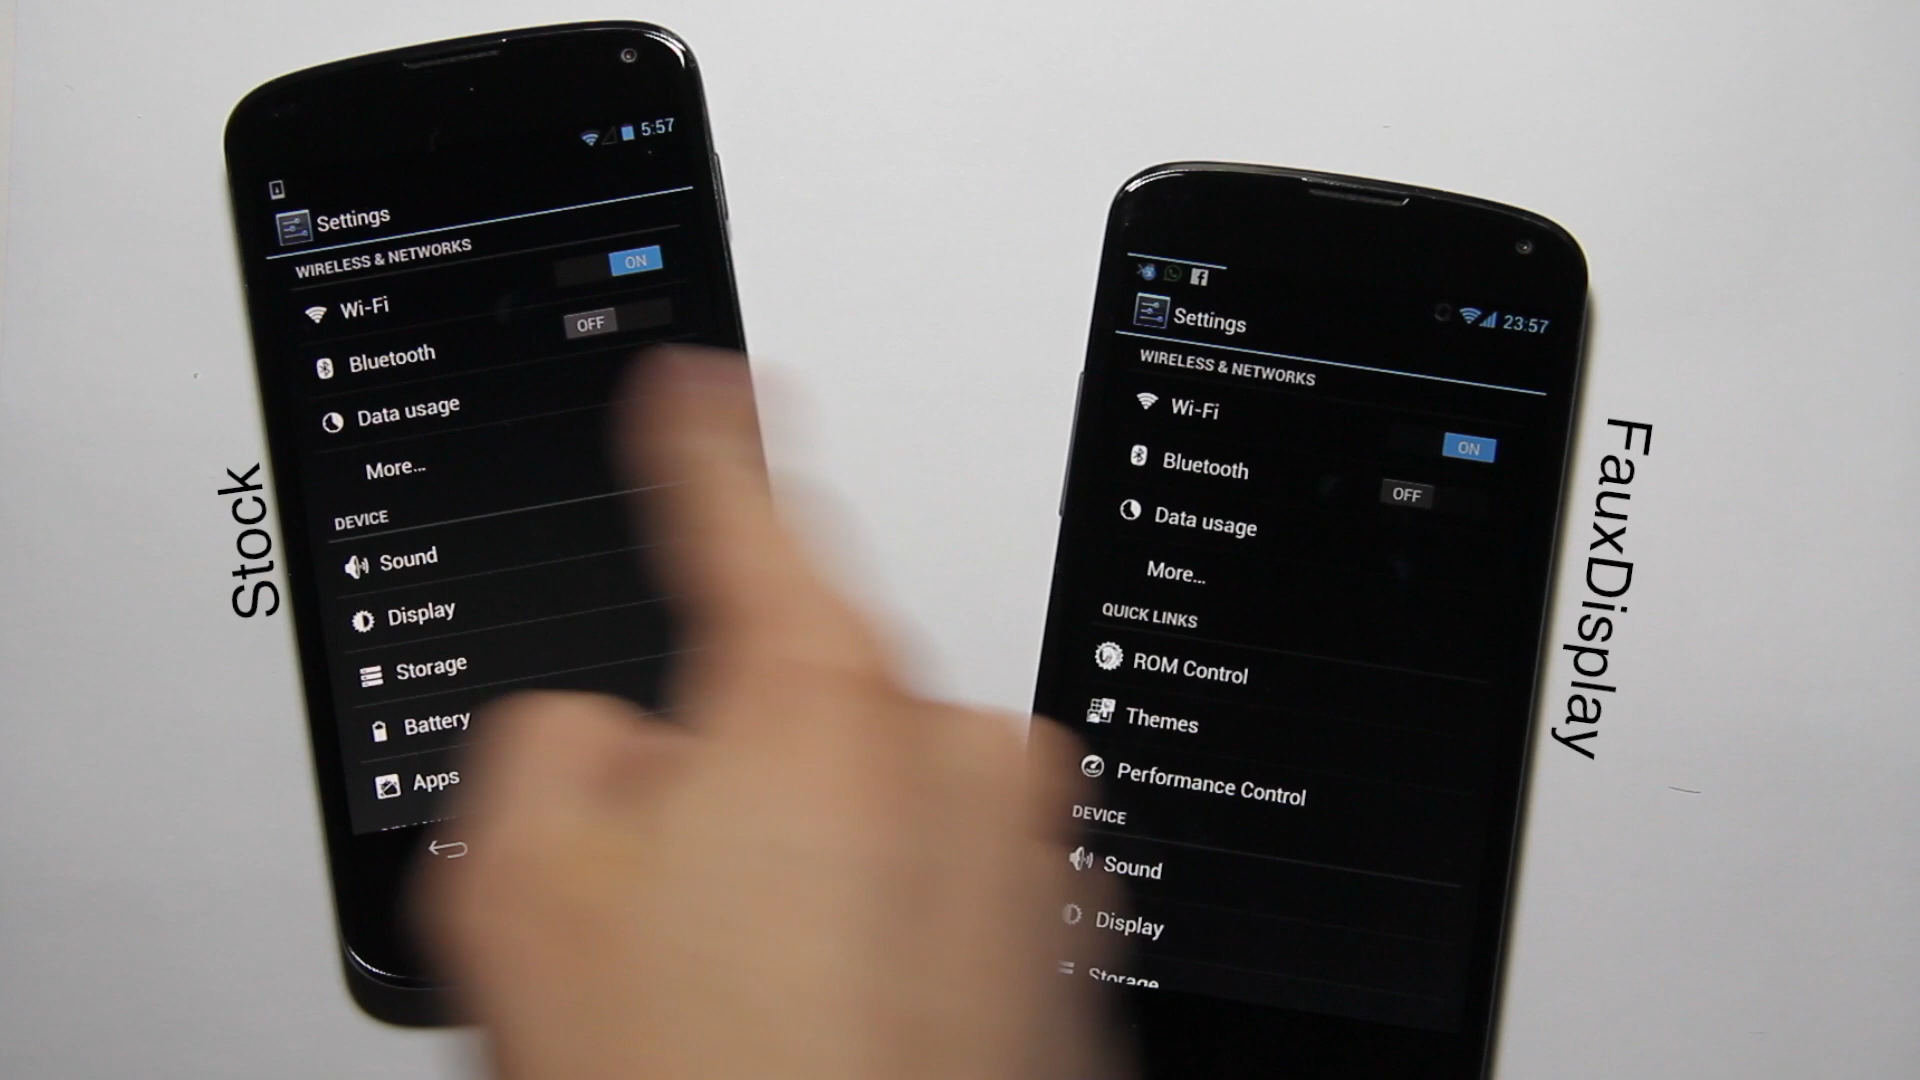 Stock
5:57
Settings
WIRELESS & NETWORKS
Wi-Fi
ON
Bluetooth
OFF
Data usage
More...
DEVICE
Sound
Display
Storage
Battery
Apps
23:57
Settings
WIRELESS & NETWORKS
Wi-Fi
ON
Bluetooth
OFF
Data usage
More...
QUICK LINKS
ROM Control
Themes
Performance Control
DEVICE
Sound
Display
Storage
FauxDisplay